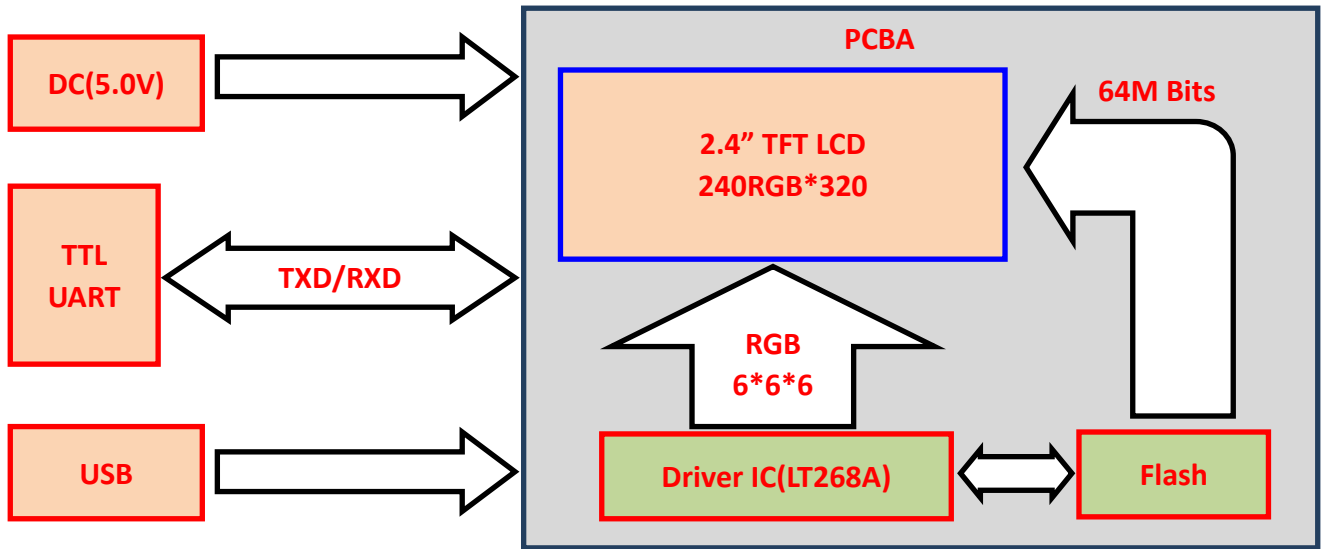 PCBA
DC(5.0V)
64M Bits
2.4” TFT LCD
240RGB*320
TTL
UART
TXD/RXD
RGB
6*6*6
USB
Driver IC(LT268A)
Flash